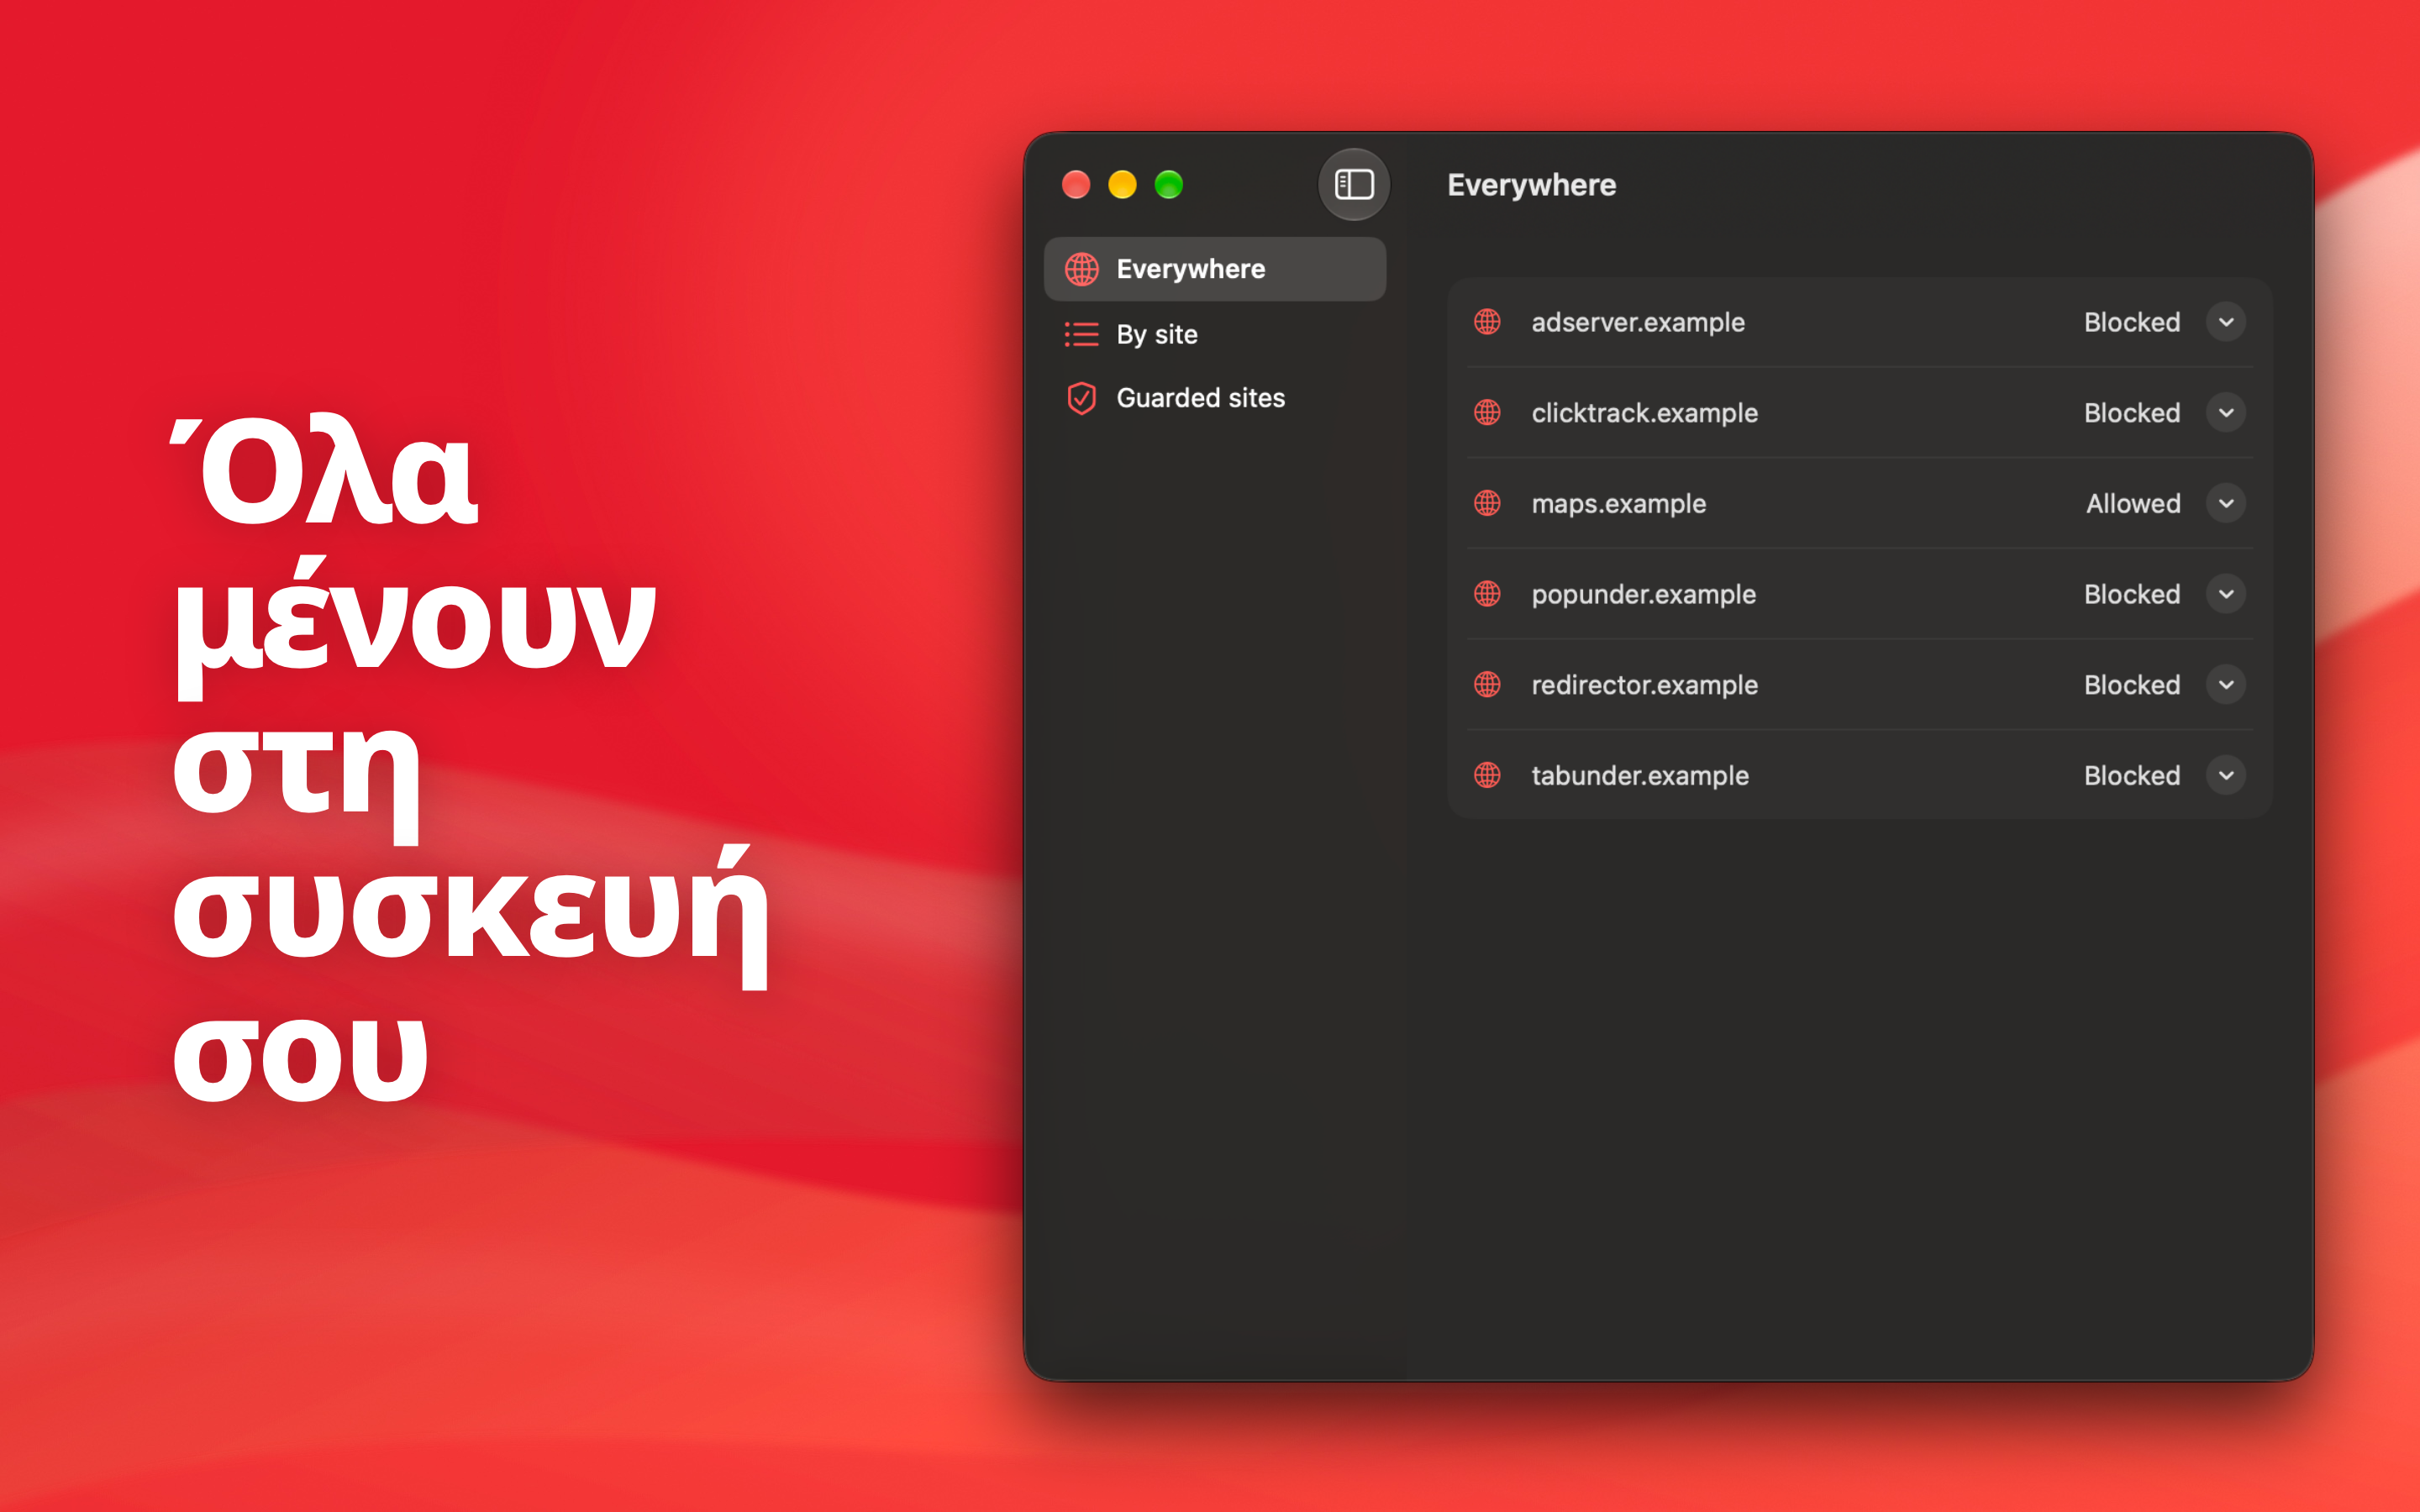 Όλα
μένουν
στη
συσκευή
σου
Everywhere
By site
Guarded sites
Everywhere
adserver.example Blocked
clicktrack.example Blocked
maps.example Allowed
popunder.example Blocked
redirector.example Blocked
tabunder.example Blocked